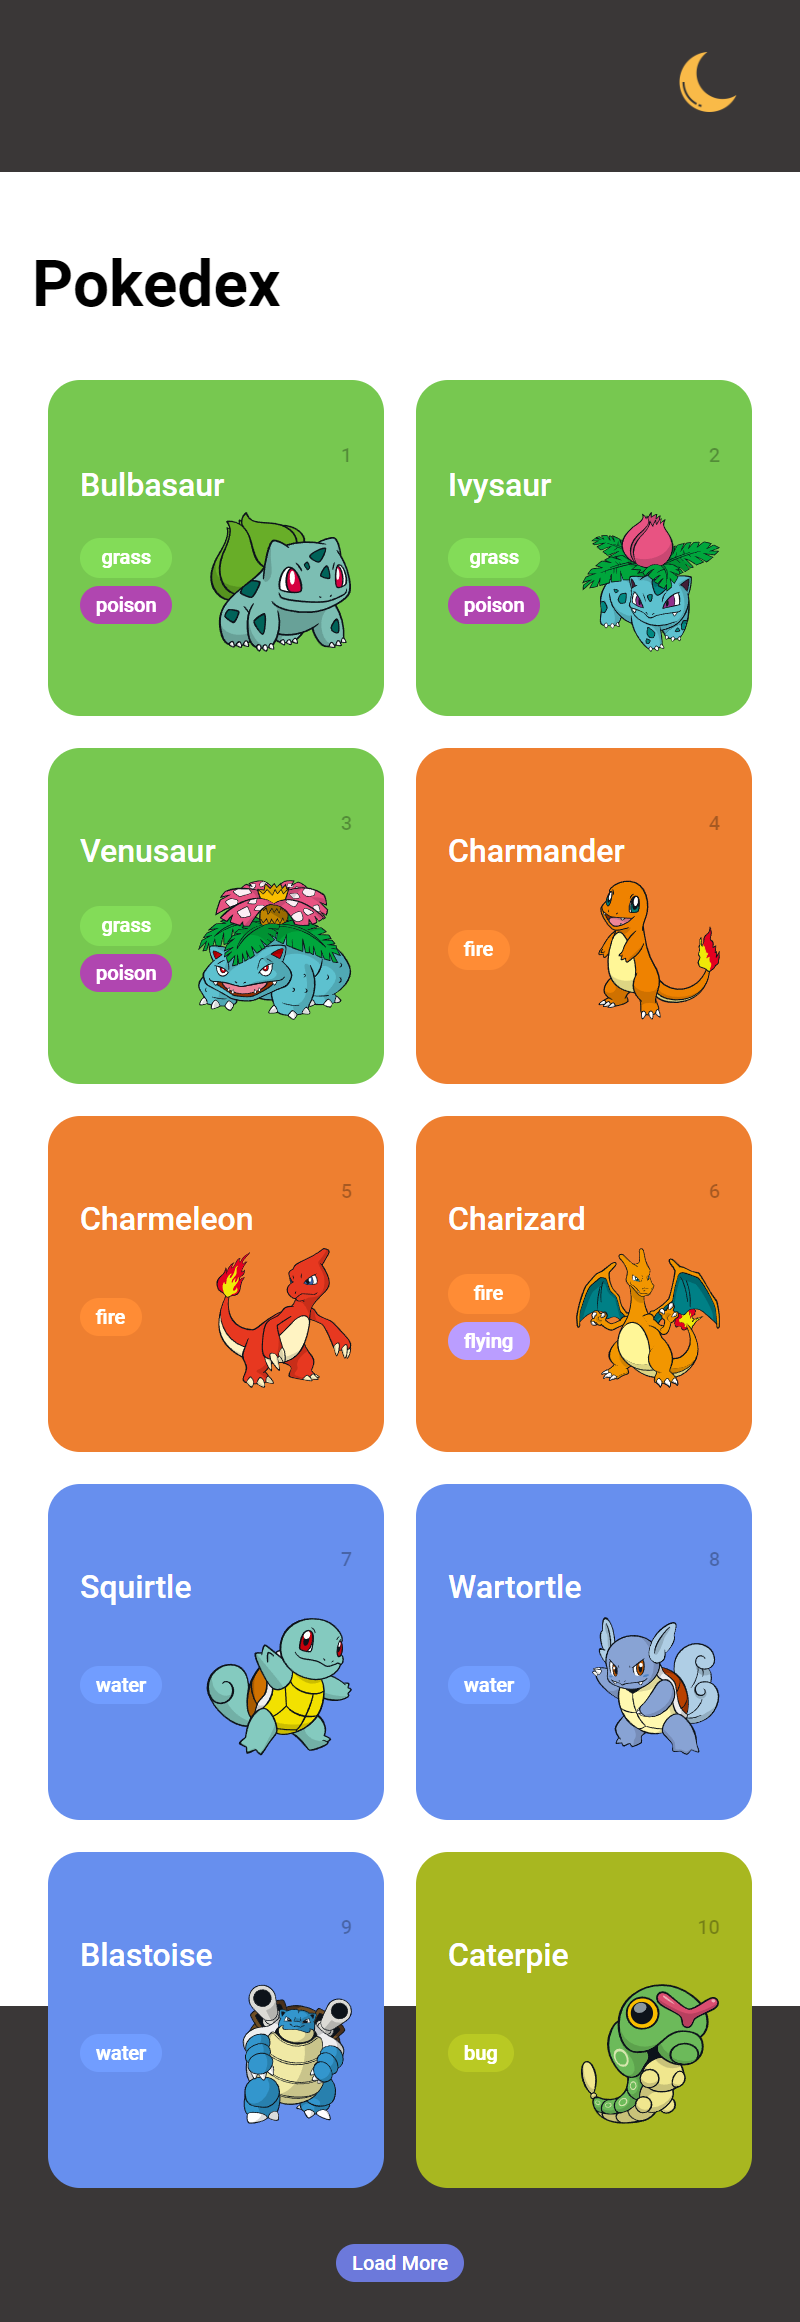 Pokedex
1
Bulbasaur
grass
poison
2
Ivysaur
grass
poison
3
Venusaur
grass
poison
4
Charmander
fire
5
Charmeleon
fire
6
Charizard
fire
flying
7
Squirtle
water
8
Wartortle
water
9
Blastoise
water
10
Caterpie
bug
Load More